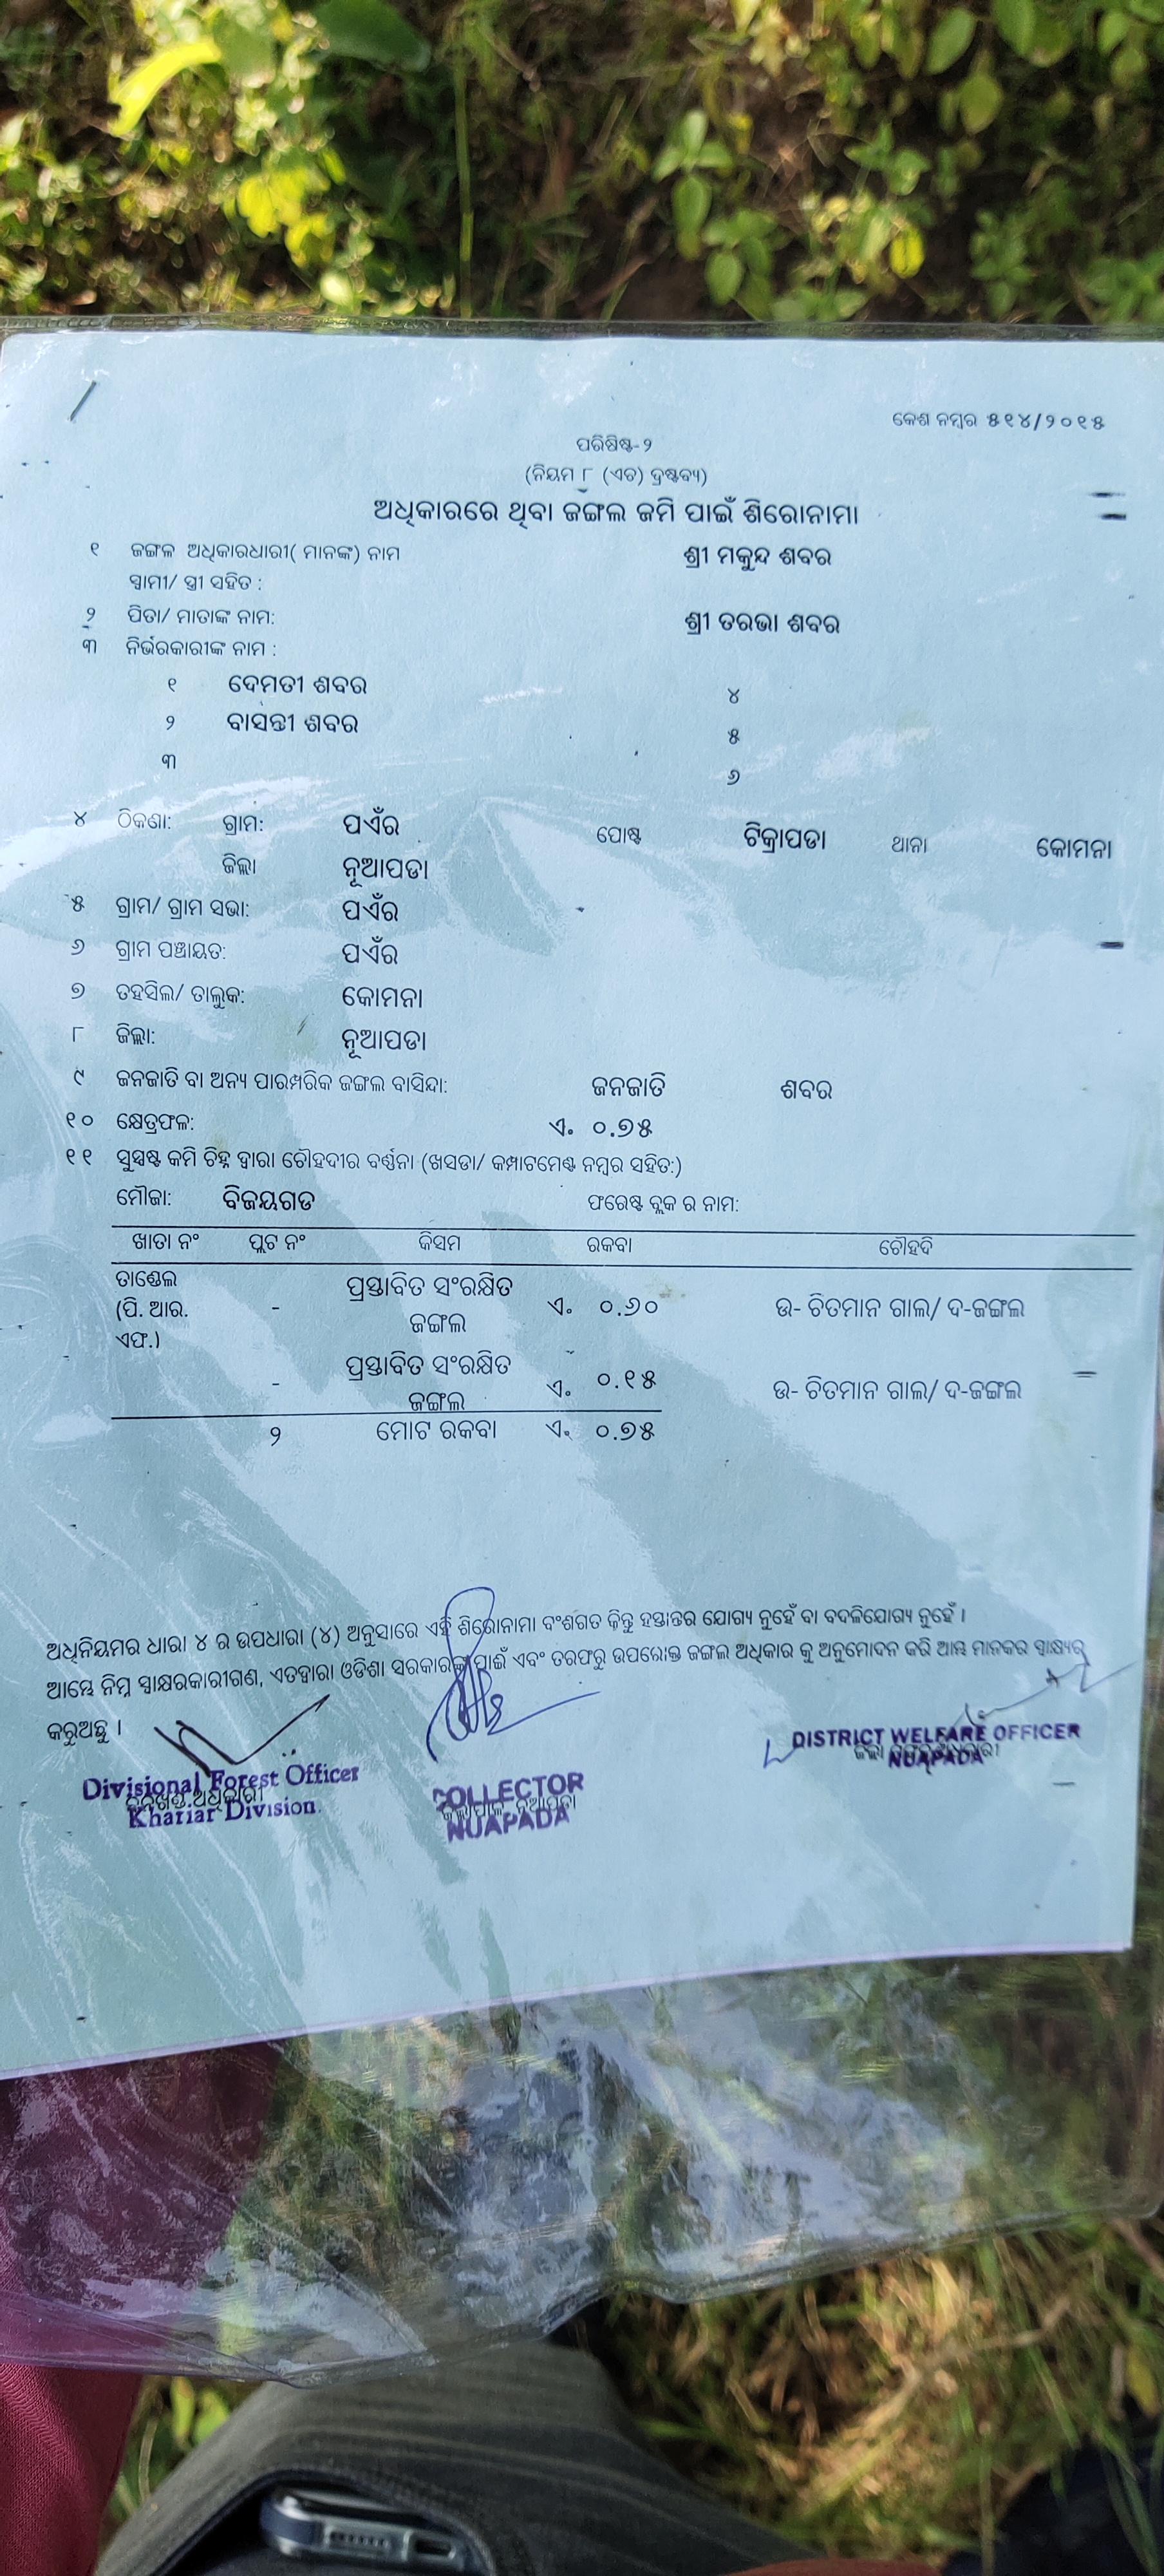 କେଶ ନମ୍ବର ୫୧୪/୨୦୧୫
ପରିଶିଷ୍ଟ-୨
(ନିୟମ ୮ (ଏଚ) ଦ୍ରଷ୍ଟବ୍ୟ)
ଅଧିକାରରେ ଥିବା ଜଙ୍ଗଲ ଜମି ପାଇଁ ଶିରୋନାମା
୧ ଜଙ୍ଗଳ ଅଧିକାରଧାରୀ( ମାନଙ୍କ) ନାମ ଶ୍ରୀ ମକୁନ୍ଦ ଶବର
ସ୍ୱାମୀ/ ସ୍ତ୍ରୀ ସହିତ :
୨ ପିତା/ ମାତାଙ୍କ ନାମ: ଶ୍ରୀ ତରଭା ଶବର
୩ ନିର୍ଭରକାରୀଙ୍କ ନାମ :
୧ ଦେମତୀ ଶବର ୪
୨ ବାସନ୍ତୀ ଶବର ୫
୩ ୬
୪ ଠିକଣା: ଗ୍ରାମ: ପଏଁର ପୋଷ୍ଟ ଟିକ୍ରାପଡା ଥାନା କୋମନା
ଜିଲ୍ଲା ନୂଆପଡା
୫ ଗ୍ରାମ/ ଗ୍ରାମ ସଭା: ପଏଁର
୬ ଗ୍ରାମ ପଞ୍ଚାୟତ: ପଏଁର
୭ ତହସିଲ/ ତାଲୁକ: କୋମନା
୮ ଜିଲ୍ଲା: ନୂଆପଡା
୯ ଜନଜାତି ବା ଅନ୍ୟ ପାରମ୍ପରିକ ଜଙ୍ଗଲ ବାସିନ୍ଦା: ଜନଜାତି ଶବର
୧୦ କ୍ଷେତ୍ରଫଳ: ଏ. ୦.୭୫
୧୧ ସୁସ୍ପଷ୍ଟ କମି ଚିହ୍ନ ଦ୍ୱାରା ଚୌହଦୀର ବର୍ଣ୍ଣନା (ଖସଡା/ କମ୍ପାଟମେଣ୍ଟ ନମ୍ବର ସହିତ:)
ମୌଜା: ବିଜୟଗଡ ଫରେଷ୍ଟ ବ୍ଲକ ର ନାମ:
ଖାତା ନଂ ପ୍ଲଟ ନଂ କିସମ ରକବା ଚୌହଦି
ତାଣ୍ଡେଲ (ପି. ଆର. ଏଫ.) - ପ୍ରସ୍ତାବିତ ସଂରକ୍ଷିତ ଜଙ୍ଗଲ ଏ. ୦.୬୦ ଉ- ଚିତମାନ ଗାଲ/ ଦ-ଜଙ୍ଗଲ
- ପ୍ରସ୍ତାବିତ ସଂରକ୍ଷିତ ଜଙ୍ଗଲ ଏ. ୦.୧୫ ଉ- ଚିତମାନ ଗାଲ/ ଦ-ଜଙ୍ଗଲ
୨ ମୋଟ ରକବା ଏ. ୦.୭୫
ଅଧିନିୟମର ଧାରା ୪ ର ଉପଧାରା (୪) ଅନୁସାରେ ଏହି ଶିରୋନାମା ବଂଶଗତ କିନ୍ତୁ ହସ୍ତାନ୍ତର ଯୋଗ୍ୟ ନୁହେଁ ବା ବଦଳିଯୋଗ୍ୟ ନୁହେଁ ।
ଆମ୍ଭେ ନିମ୍ନ ସ୍ୱାକ୍ଷରକାରୀଗଣ, ଏତଦ୍ୱାରା ଓଡିଶା ସରକାରଙ୍କ ପାଇଁ ଏବଂ ତରଫରୁ ଉପରୋକ୍ତ ଜଙ୍ଗଲ ଅଧିକାର କୁ ଅନୁମୋଦନ କରି ଆମ୍ଭ ମାନଙ୍କର ସ୍ୱାକ୍ଷ୍ୟର
କରୁଅଛୁ ।
Divisional Forest Officer
Khariar Division
ବନଖଣ୍ଡ ଅଧିକାରୀ
COLLECTOR
NUAPADA
DISTRICT WELFARE OFFICER
NUAPADA